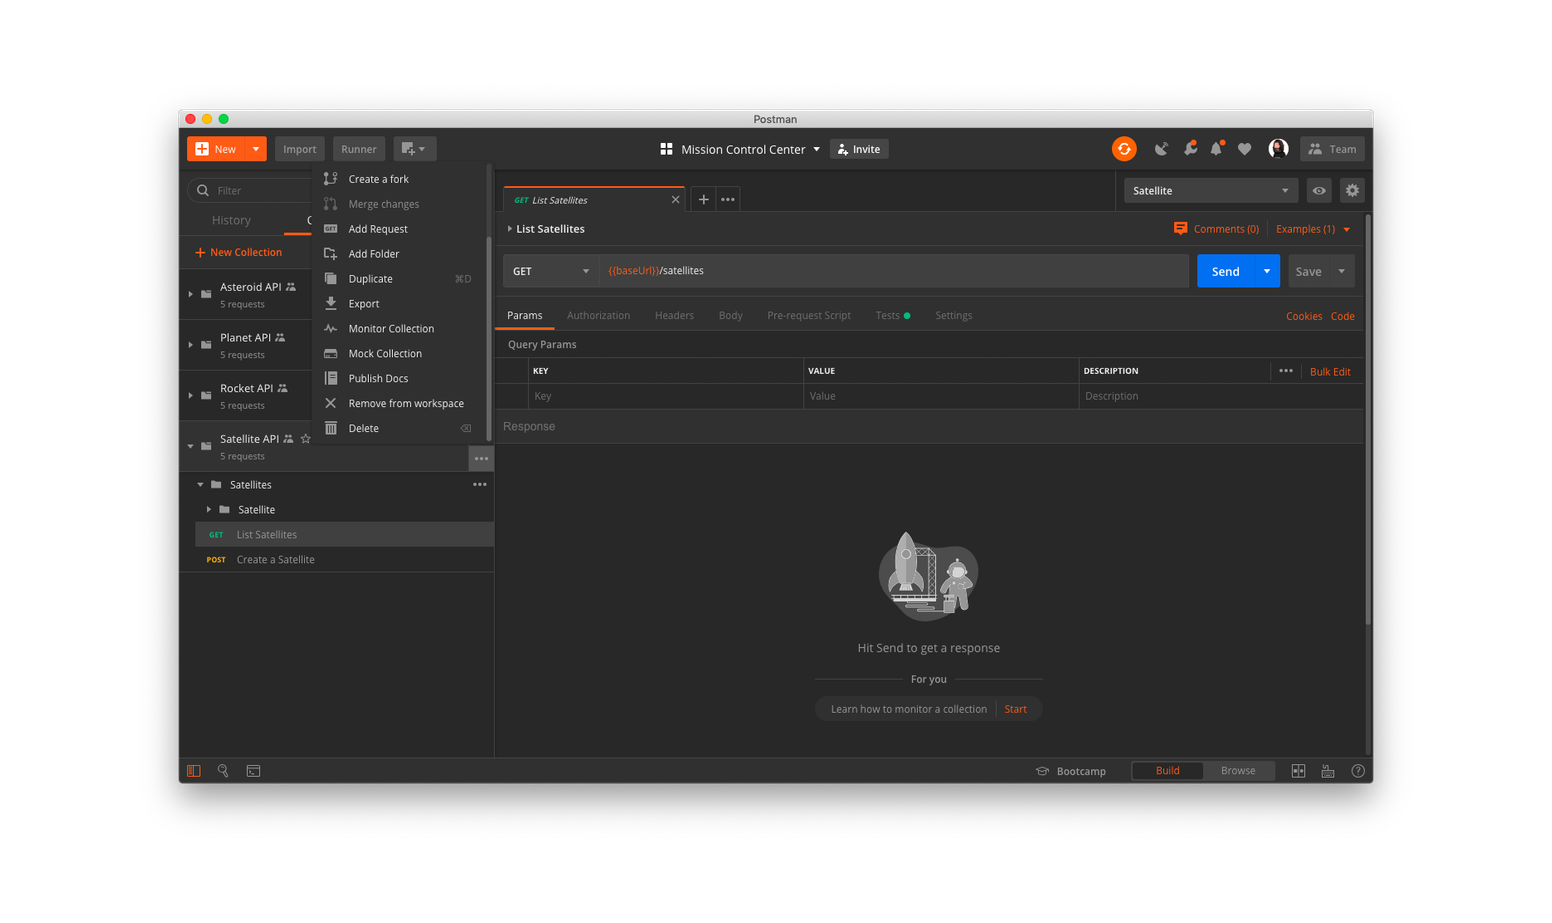 Postman
New
Import
Runner
Mission Control Center
Invite
Team
Filter
History
C
New Collection
Asteroid API
5 requests
Planet API
5 requests
Rocket API
5 requests
Satellite API
5 requests
Satellites
Satellite
GET List Satellites
POST Create a Satellite
Create a fork
Merge changes
GET Add Request
Add Folder
Duplicate ⌘D
Export
Monitor Collection
Mock Collection
Publish Docs
Remove from workspace
Delete ⌫
GET List Satellites
Satellite
List Satellites
Comments (0)
Examples (1)
GET
{{baseUrl}}/satellites
Send
Save
Params
Authorization
Headers
Body
Pre-request Script
Tests
Settings
Cookies
Code
Query Params
KEY
VALUE
DESCRIPTION
Bulk Edit
Key
Value
Description
Response
Hit Send to get a response
For you
Learn how to monitor a collection
Start
Bootcamp
Build
Browse